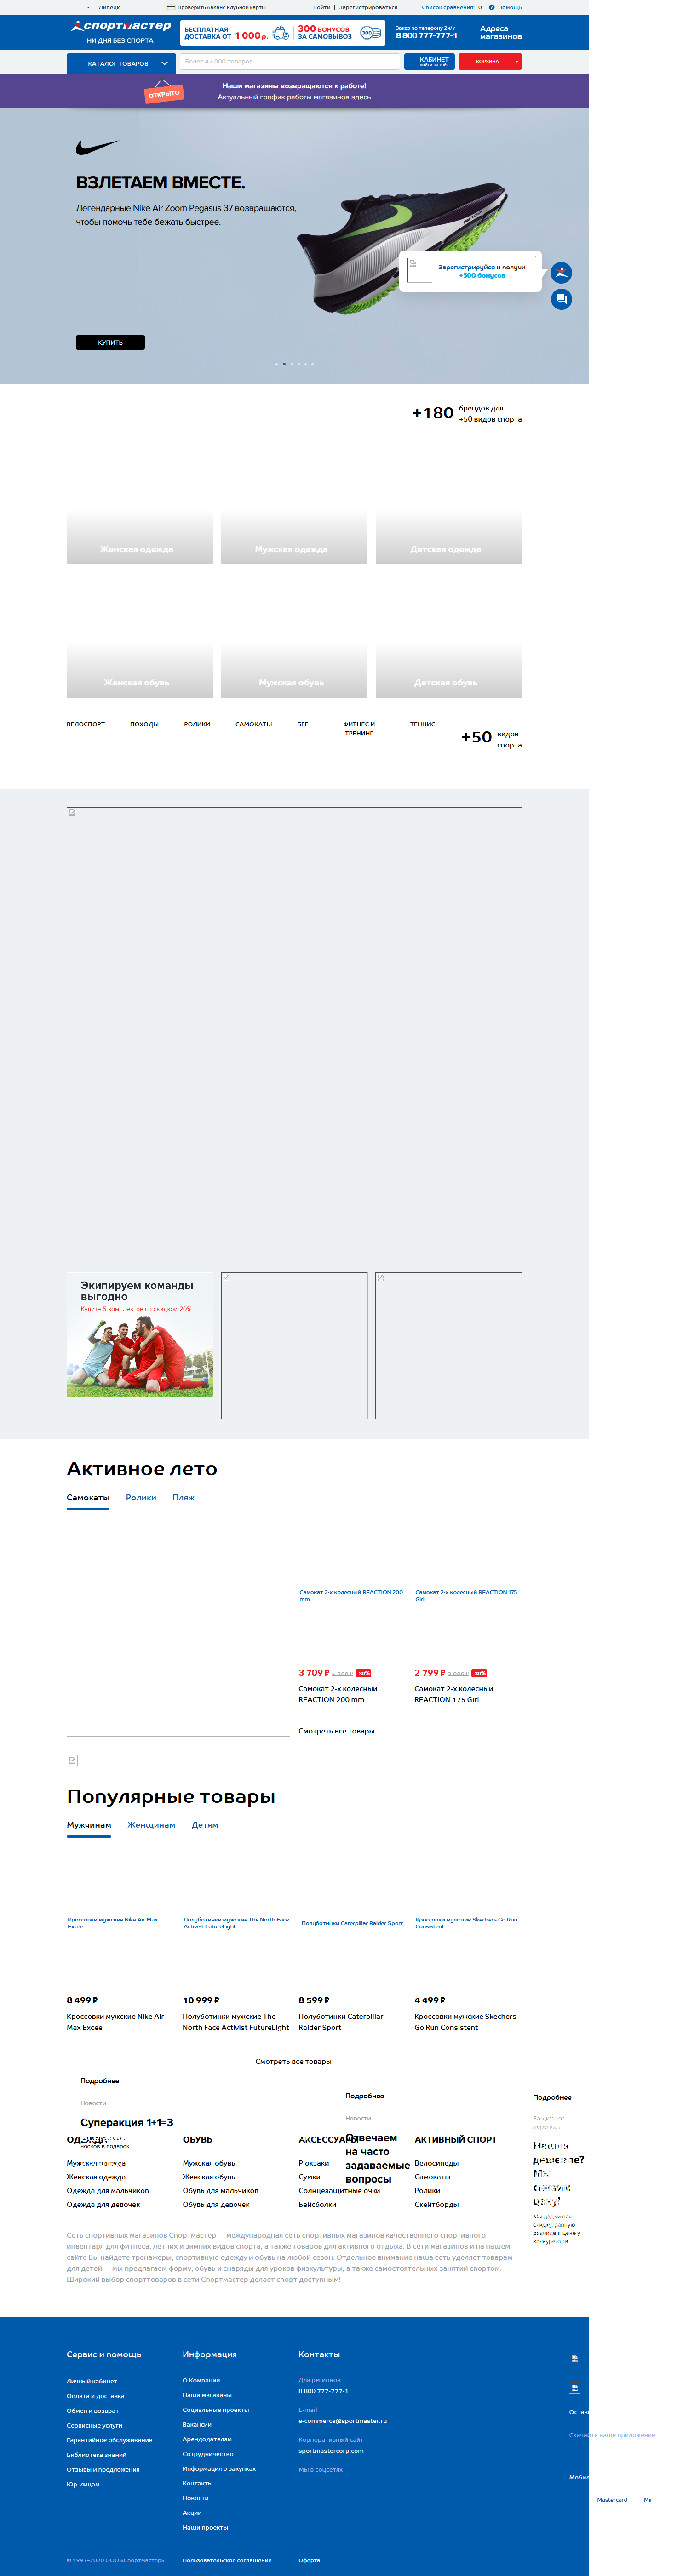 Липецк
Проверить баланс Клубной карты
Войти | Зарегистрироваться
Список сравнения: 0
Помощь
спортмастер
НИ ДНЯ БЕЗ СПОРТА
БЕСПЛАТНАЯ
ДОСТАВКА ОТ 1 000 р.
300 БОНУСОВ
ЗА САМОВЫВОЗ
300
Заказ по телефону 24/7
8 800 777-777-1
Адреса
магазинов
КАТАЛОГ ТОВАРОВ
Более 47 000 товаров
КАБИНЕТ
войти на сайт
КОРЗИНА
ОТКРЫТО
Наши магазины возвращаются к работе!
Актуальный график работы магазинов здесь
ВЗЛЕТАЕМ ВМЕСТЕ.
Легендарные Nike Air Zoom Pegasus 37 возвращаются,
чтобы помочь тебе бежать быстрее.
Зарегистрируйся и получи
+500 бонусов
КУПИТЬ
+180
брендов для
+50 видов спорта
Женская одежда
Мужская одежда
Детская одежда
Женская обувь
Мужская обувь
Детская обувь
ВЕЛОСПОРТ
ПОХОДЫ
РОЛИКИ
САМОКАТЫ
БЕГ
ФИТНЕС И
ТРЕНИНГ
ТЕННИС
+50
видов
спорта
Экипируем команды
выгодно
Купите 5 комплектов со скидкой 20%
Активное лето
Самокаты
Ролики
Пляж
Самокат 2-х колесный REACTION 200
mm
Самокат 2-х колесный REACTION 175
Girl
3 709 ₽ 5 299 ₽ -30%
2 799 ₽ 3 999 ₽ -30%
Самокат 2-х колесный
REACTION 200 mm
Самокат 2-х колесный
REACTION 175 Girl
Смотреть все товары
Популярные товары
Мужчинам
Женщинам
Детям
Кроссовки мужские Nike Air Max
Excee
Полуботинки мужские The North Face
Activist FutureLight
Полуботинки Caterpillar Raider Sport
Кроссовки мужские Skechers Go Run
Consistent
8 499 ₽
10 999 ₽
8 599 ₽
4 499 ₽
Кроссовки мужские Nike Air
Max Excee
Полуботинки мужские The
North Face Activist FutureLight
Полуботинки Caterpillar
Raider Sport
Кроссовки мужские Skechers
Go Run Consistent
Смотреть все товары
Подробнее
Новости
Суперакция 1+1=3
носков в подарок
Подробнее
Новости
Отвечаем
на часто
задаваемые
вопросы
Подробнее
Нашли
дешевле?
Мы
снизим
цену!
Мы дадим вам
скидку, равную
разнице в цене у
конкурентов
ОДЕЖДА
Мужская одежда
Женская одежда
Одежда для мальчиков
Одежда для девочек
ОБУВЬ
Мужская обувь
Женская обувь
Обувь для мальчиков
Обувь для девочек
АКСЕССУАРЫ
Рюкзаки
Сумки
Солнцезащитные очки
Бейсболки
АКТИВНЫЙ СПОРТ
Велосипеды
Самокаты
Ролики
Скейтборды
Сеть спортивных магазинов Спортмастер — международная сеть спортивных магазинов качественного спортивного
инвентаря для фитнеса, летних и зимних видов спорта, а также товаров для активного отдыха. В сети магазинов и на нашем
сайте Вы найдете тренажеры, спортивную одежду и обувь на любой сезон. Отдельное внимание наша сеть уделяет товарам
для детей — мы предлагаем форму, обувь и снаряды для уроков физкультуры, а также самостоятельных занятий спортом.
Широкий выбор спорттоваров в сети Спортмастер делает спорт доступным!
Сервис и помощь
Личный кабинет
Оплата и доставка
Обмен и возврат
Сервисные услуги
Гарантийное обслуживание
Библиотека знаний
Отзывы и предложения
Юр. лицам
Информация
О Компании
Наши магазины
Социальные проекты
Вакансии
Арендодателям
Сотрудничество
Информация о закупках
Контакты
Новости
Акции
Наши проекты
Контакты
Для регионов
8 800 777-777-1
E-mail
e-commerce@sportmaster.ru
Корпоративный сайт
sportmastercorp.com
Мы в соцсетях
Остав
Скачайте наше приложение
Мобил
Mastercard
Mir
© 1997–2020 ООО «Спортмастер»
Пользовательское соглашение
Оферта